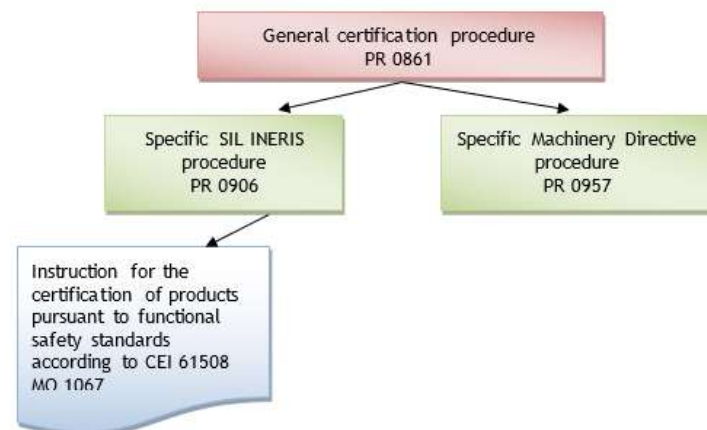 General certification procedure
PR 0861
Specific SIL INERIS
procedure
PR 0906
Specific Machinery Directive
procedure
PR 0957
Instruction for the
certification of products
pursuant to functional
safety standards
according to CEI 61508
MO 1067